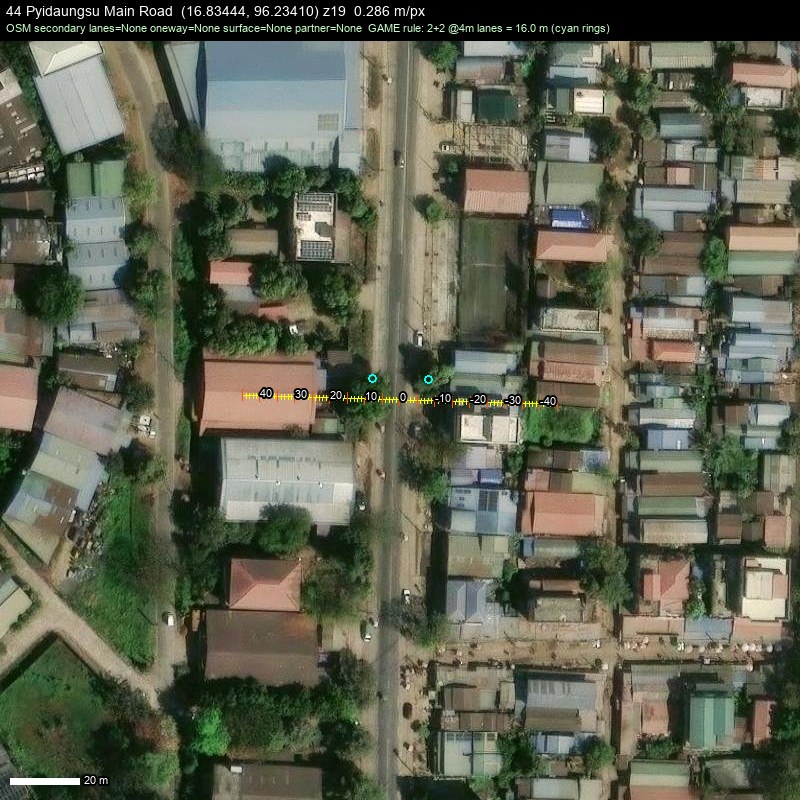 44 Pyidaungsu Main Road  (16.83444, 96.23410) z19  0.286 m/px
OSM secondary lanes=None oneway=None surface=None partner=None  GAME rule: 2+2 @4m lanes = 16.0 m (cyan rings)
40 30 20 10 0 -10 -20 -30 -40
20 m